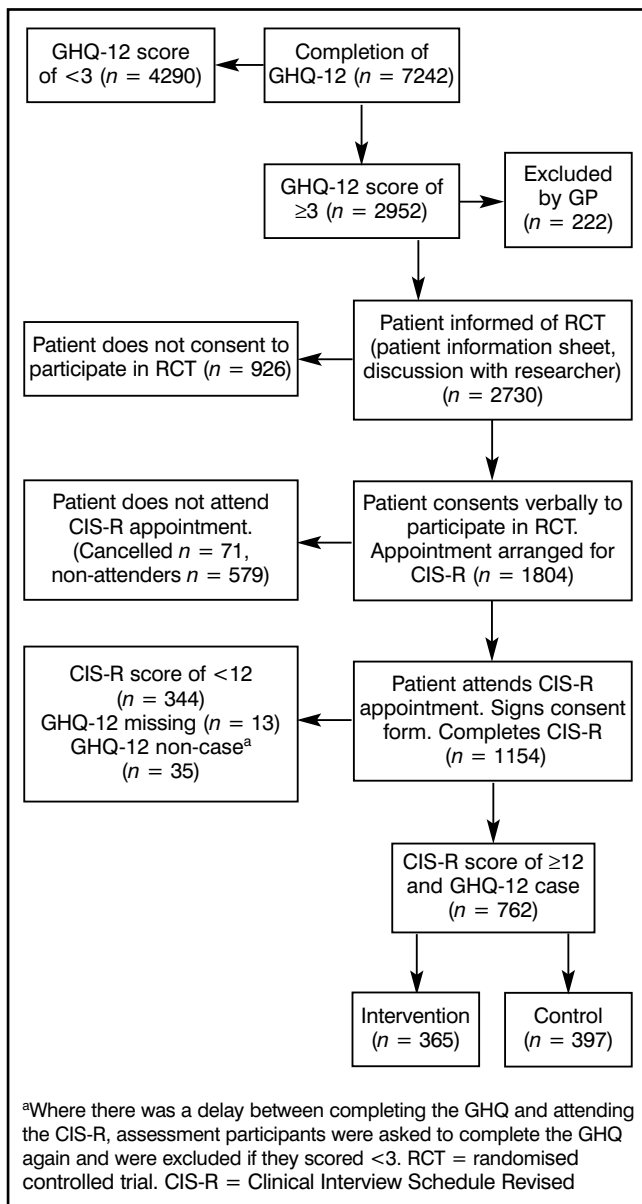 GHQ-12 score
of <3 (n = 4290)
Completion of
GHQ-12 (n = 7242)
GHQ-12 score of
≥3 (n = 2952)
Excluded
by GP
(n = 222)
Patient does not consent to
participate in RCT (n = 926)
Patient informed of RCT
(patient information sheet,
discussion with researcher)
(n = 2730)
Patient does not attend
CIS-R appointment.
(Cancelled n = 71,
non-attenders n = 579)
Patient consents verbally to
participate in RCT.
Appointment arranged for
CIS-R (n = 1804)
CIS-R score of <12
(n = 344)
GHQ-12 missing (n = 13)
GHQ-12 non-caseᵃ
(n = 35)
Patient attends CIS-R
appointment. Signs consent
form. Completes CIS-R
(n = 1154)
CIS-R score of ≥12
and GHQ-12 case
(n = 762)
Intervention
(n = 365)
Control
(n = 397)
ᵃWhere there was a delay between completing the GHQ and attending
the CIS-R, assessment participants were asked to complete the GHQ
again and were excluded if they scored <3. RCT = randomised
controlled trial. CIS-R = Clinical Interview Schedule Revised